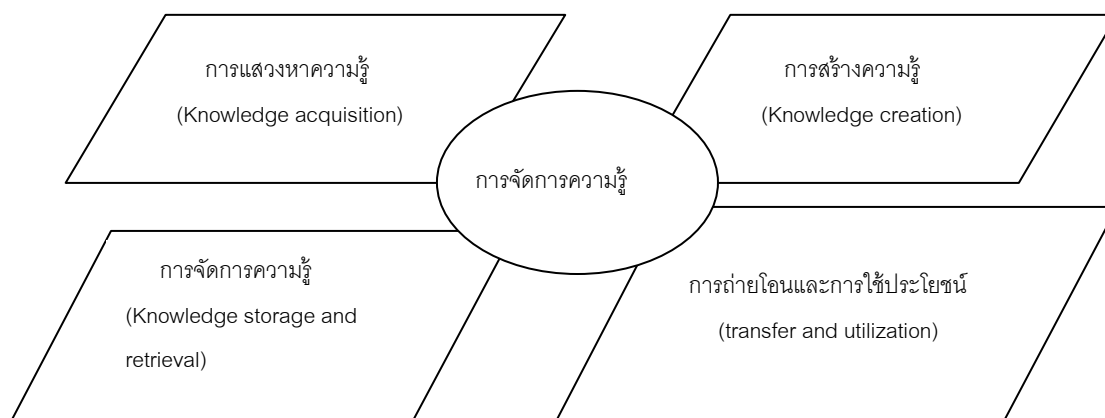 การแสวงหาความรู้
(Knowledge acquisition)
การสร้างความรู้
(Knowledge creation)
การจัดการความรู้
การจัดการความรู้
(Knowledge storage and
retrieval)
การถ่ายโอนและการใช้ประโยชน์
(transfer and utilization)